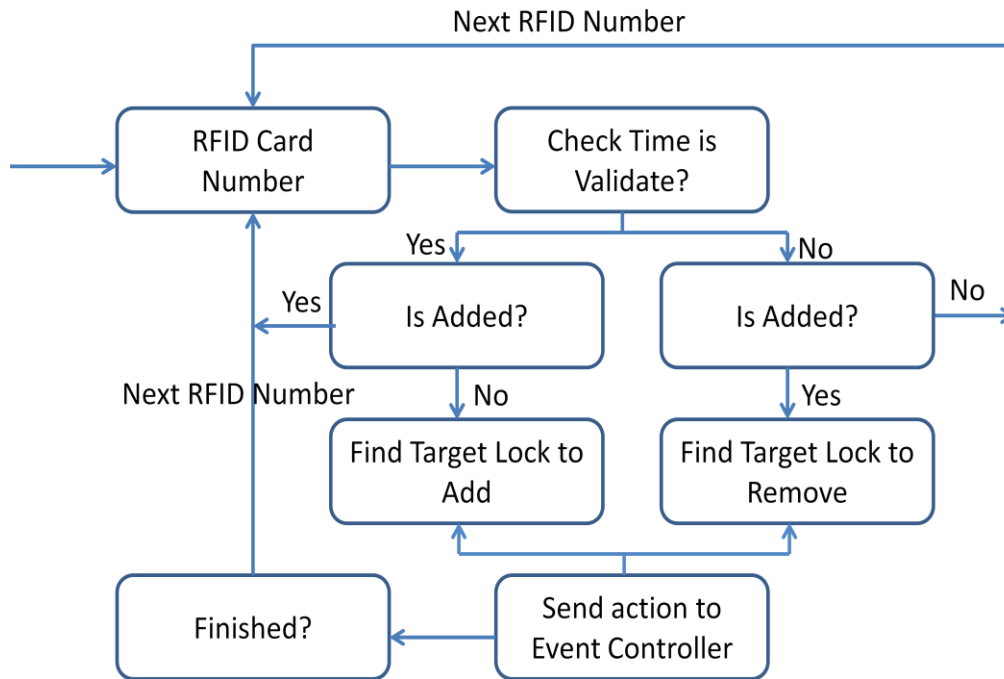 Next RFID Number
RFID Card
Number
Check Time is
Validate?
Yes
No
Yes
Is Added?
Is Added?
No
Next RFID Number
No
Yes
Find Target Lock to
Add
Find Target Lock to
Remove
Finished?
Send action to
Event Controller